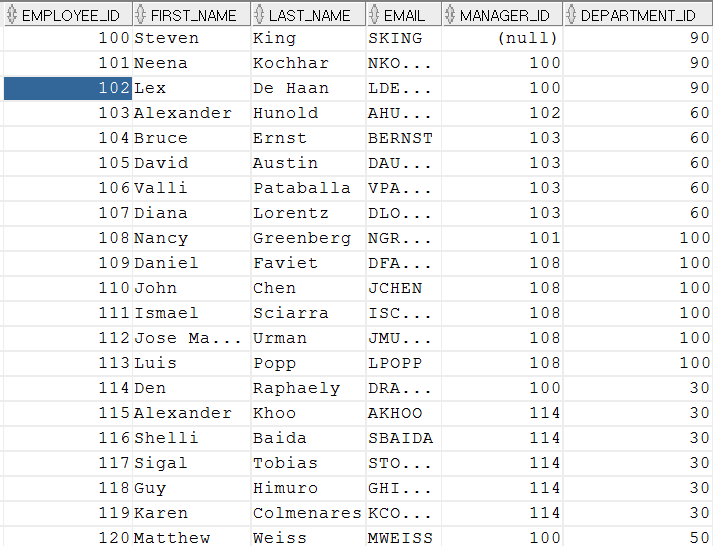 EMPLOYEE_ID FIRST_NAME LAST_NAME EMAIL MANAGER_ID DEPARTMENT_ID
100 Steven King SKING (null) 90
101 Neena Kochhar NKO... 100 90
102 Lex De Haan LDE... 100 90
103 Alexander Hunold AHU... 102 60
104 Bruce Ernst BERNST 103 60
105 David Austin DAU... 103 60
106 Valli Pataballa VPA... 103 60
107 Diana Lorentz DLO... 103 60
108 Nancy Greenberg NGR... 101 100
109 Daniel Faviet DFA... 108 100
110 John Chen JCHEN 108 100
111 Ismael Sciarra ISC... 108 100
112 Jose Ma... Urman JMU... 108 100
113 Luis Popp LPOPP 108 100
114 Den Raphaely DRA... 100 30
115 Alexander Khoo AKHOO 114 30
116 Shelli Baida SBAIDA 114 30
117 Sigal Tobias STO... 114 30
118 Guy Himuro GHI... 114 30
119 Karen Colmenares KCO... 114 30
120 Matthew Weiss MWEISS 100 50